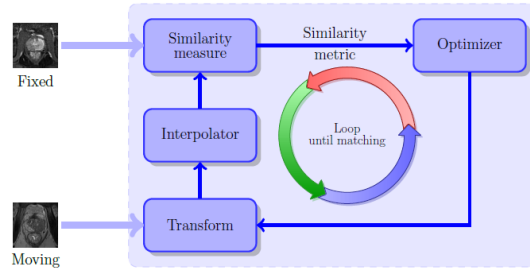 Similarity
measure
Similarity
metric
Optimizer
Fixed
Interpolator
Loop
until matching
Transform
Moving